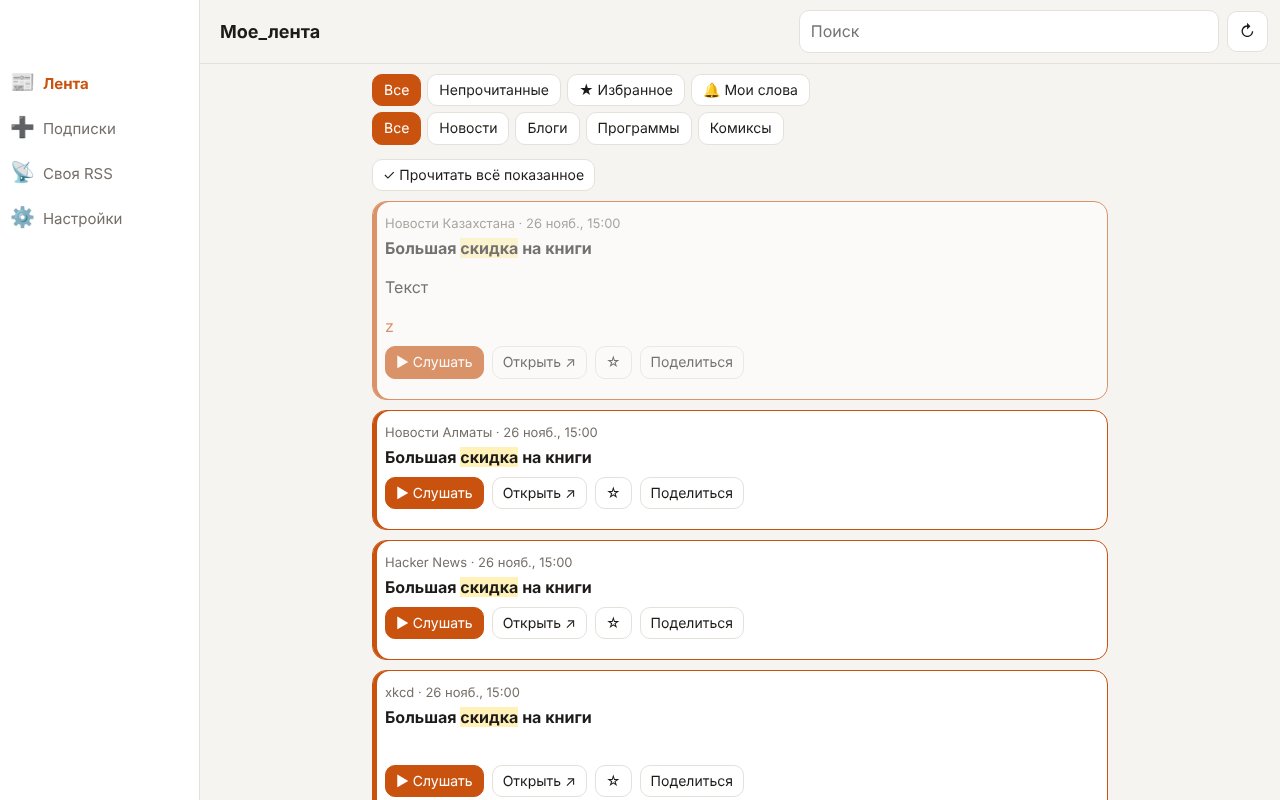 Мое_лента
Поиск
Лента
Подписки
Своя RSS
Настройки
Все Непрочитанные ★ Избранное 🔔 Мои слова
Все Новости Блоги Программы Комиксы
✓ Прочитать всё показанное
Новости Казахстана · 26 нояб., 15:00
Большая скидка на книги
Текст
z
▶ Слушать Открыть ↗ ☆ Поделиться
Новости Алматы · 26 нояб., 15:00
Большая скидка на книги
▶ Слушать Открыть ↗ ☆ Поделиться
Hacker News · 26 нояб., 15:00
Большая скидка на книги
▶ Слушать Открыть ↗ ☆ Поделиться
xkcd · 26 нояб., 15:00
Большая скидка на книги
▶ Слушать Открыть ↗ ☆ Поделиться